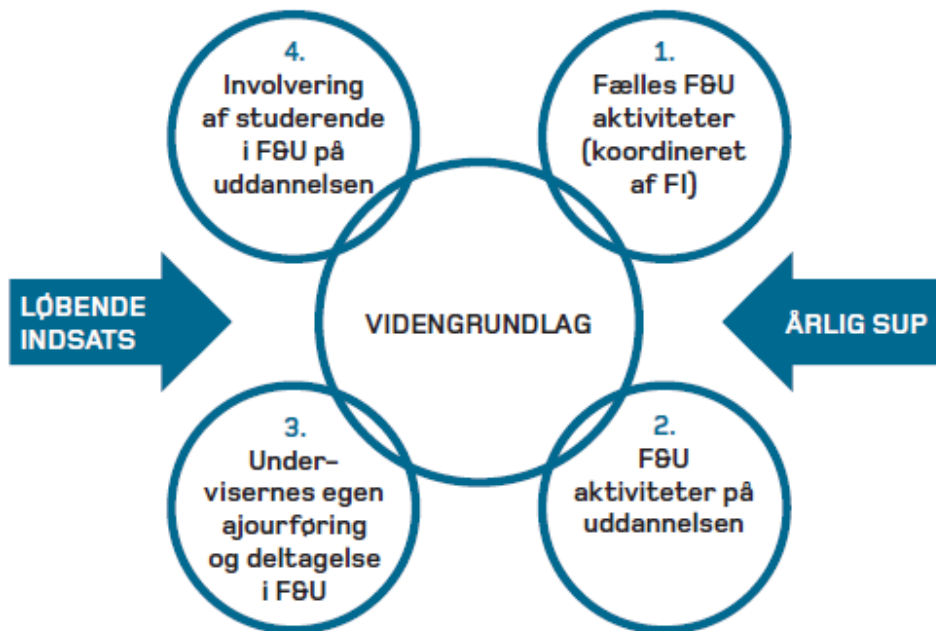 4.
Involvering
af studerende
i F&U på
uddannelsen
1.
Fælles F&U
aktiviteter
(koordineret
af FI)
LØBENDE
INDSATS
VIDENGRUNDLAG
ÅRLIG SUP
3.
Under-
visernes egen
ajourføring
og deltagelse
i F&U
2.
F&U
aktiviteter på
uddannelsen